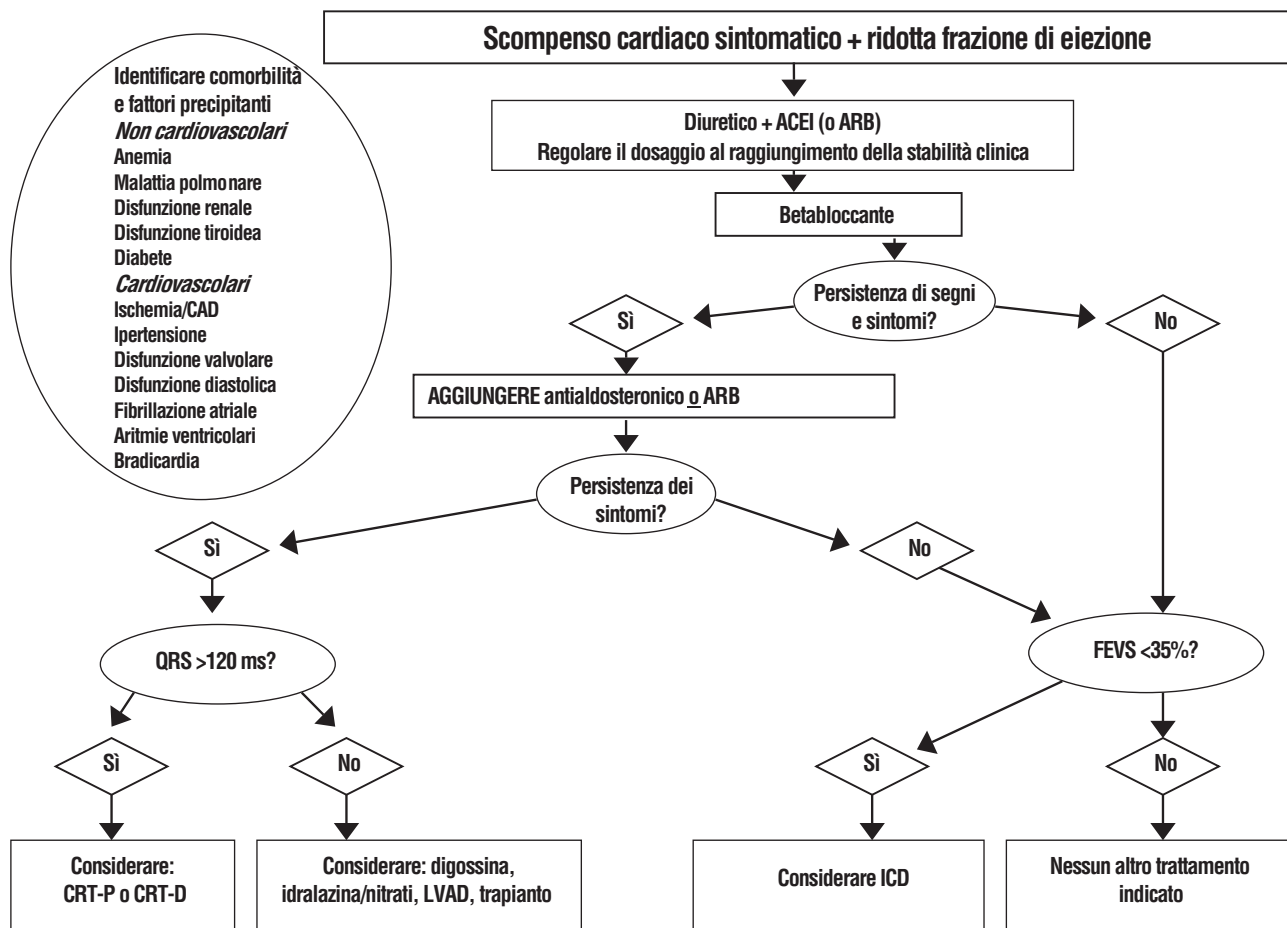 Scompenso cardiaco sintomatico + ridotta frazione di eiezione
Identificare comorbilità
e fattori precipitanti
Non cardiovascolari
Anemia
Malattia polmonare
Disfunzione renale
Disfunzione tiroidea
Diabete
Cardiovascolari
Ischemia/CAD
Ipertensione
Disfunzione valvolare
Disfunzione diastolica
Fibrillazione atriale
Aritmie ventricolari
Bradicardia
Diuretico + ACEI (o ARB)
Regolare il dosaggio al raggiungimento della stabilità clinica
Betabloccante
Persistenza di segni
e sintomi?
Sì
No
AGGIUNGERE antialdosteronico o ARB
Persistenza dei
sintomi?
Sì
No
QRS >120 ms?
FEVS <35%?
Sì
No
Sì
No
Considerare:
CRT-P o CRT-D
Considerare: digossina,
idralazina/nitrati, LVAD, trapianto
Considerare ICD
Nessun altro trattamento
indicato